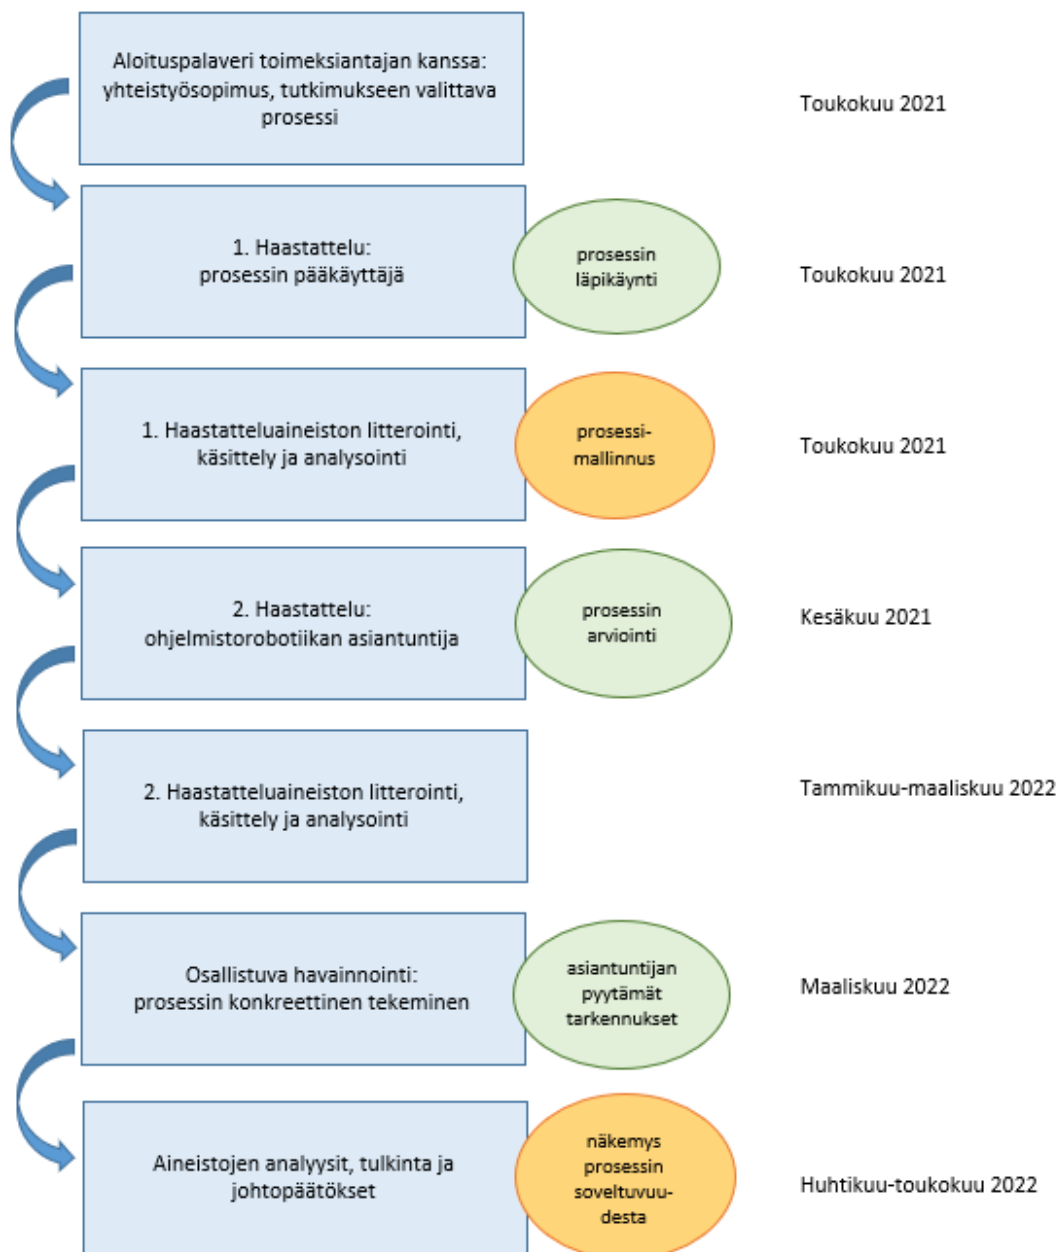 Aloituspalaveri toimeksiantajan kanssa:
yhteistyösopimus, tutkimukseen valittava
prosessi
Toukokuu 2021
1. Haastattelu:
prosessin pääkäyttäjä
prosessin
läpikäynti
Toukokuu 2021
1. Haastatteluaineiston litterointi,
käsittely ja analysointi
prosessi-
mallinnus
Toukokuu 2021
2. Haastattelu:
ohjelmistorobotiikan asiantuntija
prosessin
arviointi
Kesäkuu 2021
2. Haastatteluaineiston litterointi,
käsittely ja analysointi
Tammikuu-maaliskuu 2022
Osallistuva havainnointi:
prosessin konkreettinen tekeminen
asiantuntijan
pyytämät
tarkennukset
Maaliskuu 2022
Aineistojen analyysit, tulkinta ja
johtopäätökset
näkemys
prosessin
soveltuvuu-
desta
Huhtikuu-toukokuu 2022